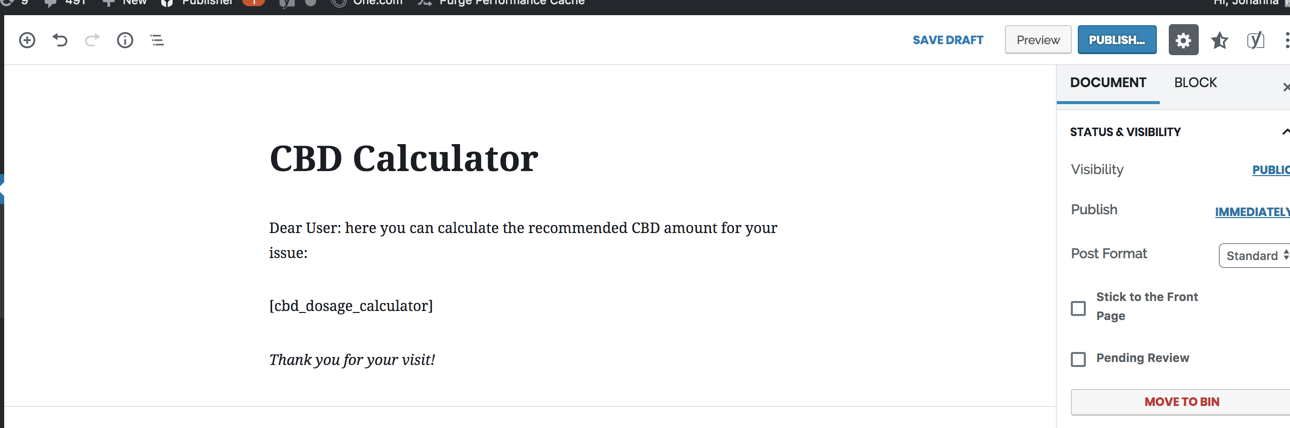 9 491 New Publisher 1 One.com Purge Performance Cache Hi, Johanna
SAVE DRAFT Preview PUBLISH...
DOCUMENT BLOCK
STATUS & VISIBILITY
Visibility PUBLIC
Publish IMMEDIATELY
Post Format Standard
Stick to the Front
Page
Pending Review
MOVE TO BIN
CBD Calculator
Dear User: here you can calculate the recommended CBD amount for your
issue:
[cbd_dosage_calculator]
Thank you for your visit!